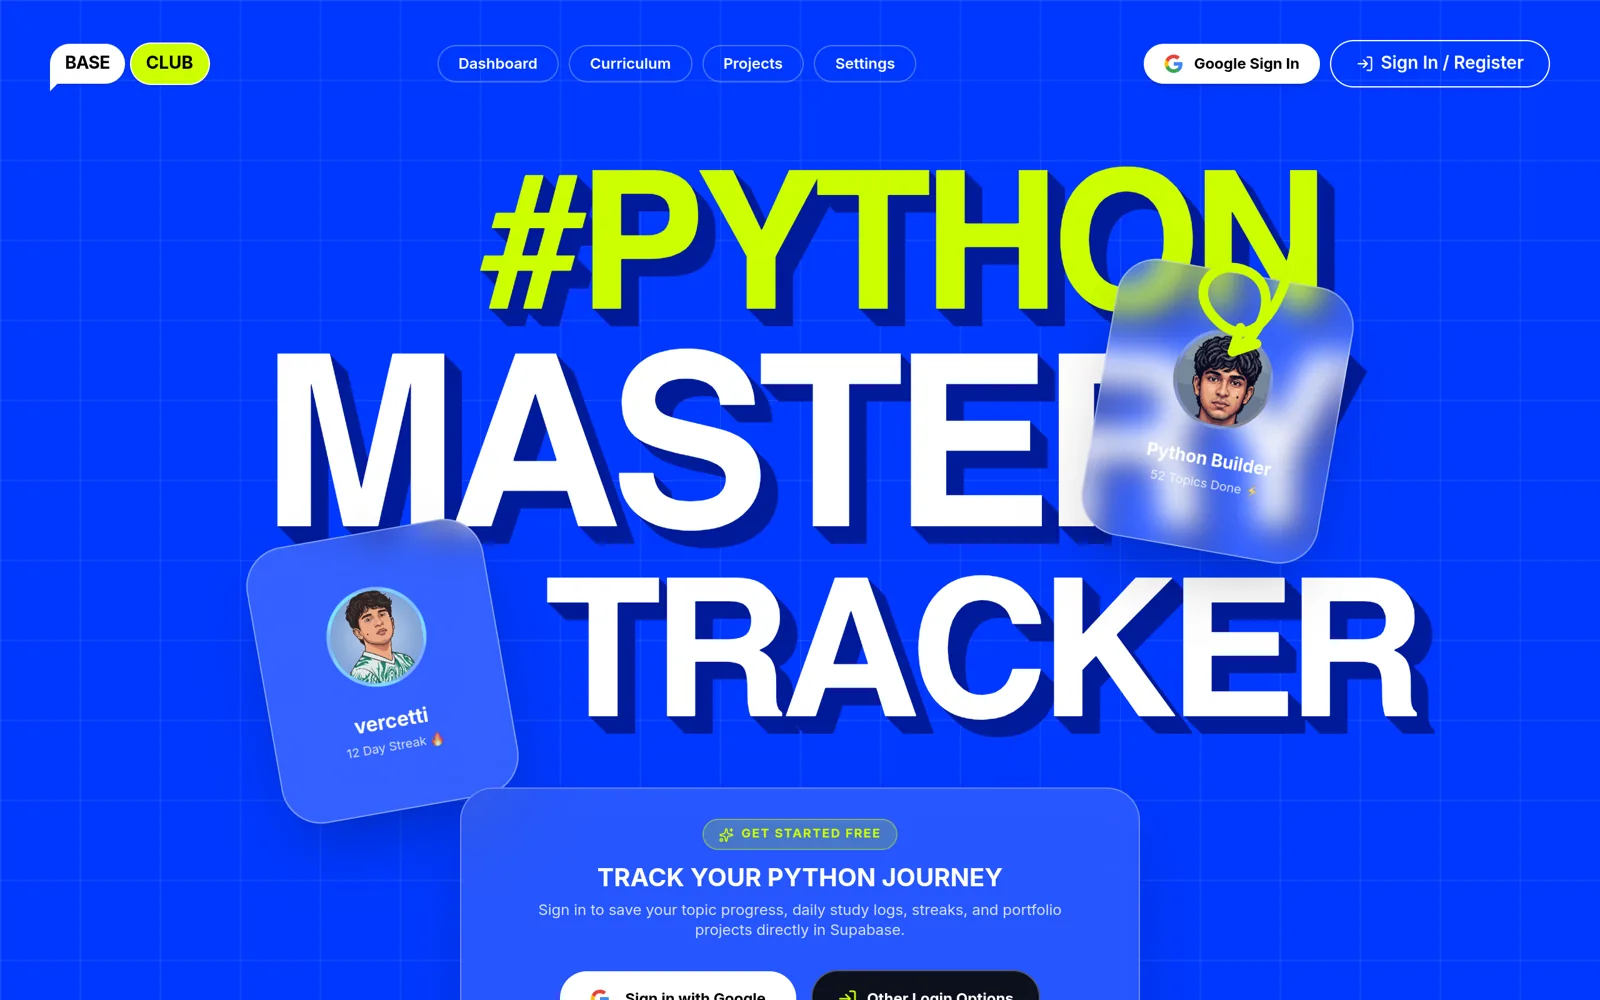 BASE CLUB
Dashboard Curriculum Projects Settings
Google Sign In Sign In / Register
#PYTHON
MASTERY
TRACKER
Python Builder
52 Topics Done ⚡
vercetti
12 Day Streak 🔥
GET STARTED FREE
TRACK YOUR PYTHON JOURNEY
Sign in to save your topic progress, daily study logs, streaks, and portfolio
projects directly in Supabase.
Sign in with Google Other Login Options